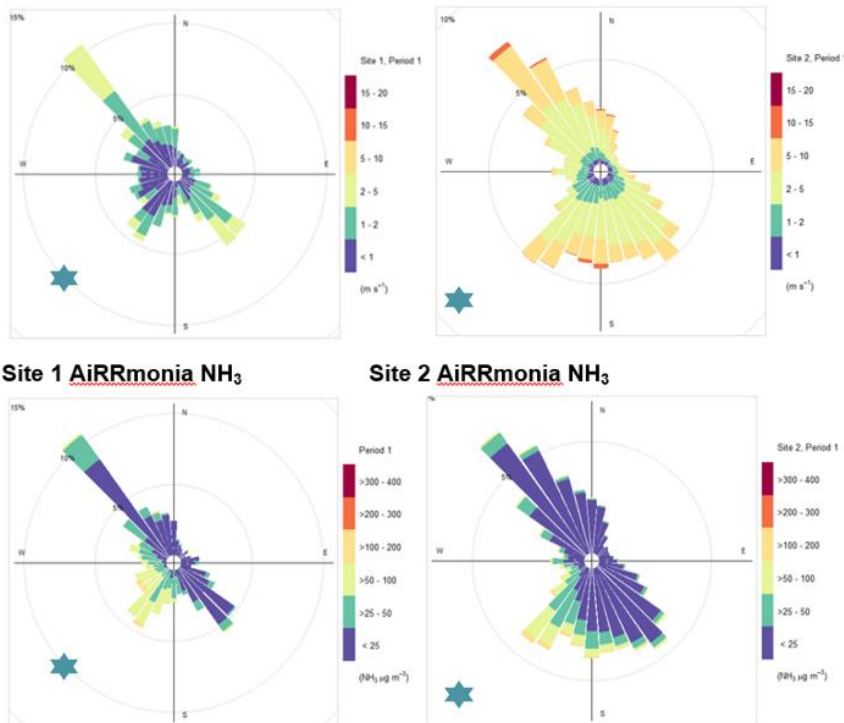 15%
10%
5%
N
W
E
S
Site 1, Period 1
15 - 20
10 - 15
5 - 10
2 - 5
1 - 2
< 1
(m s⁻¹)
10%
5%
N
W
E
S
Site 2, Period 1
15 - 20
10 - 15
5 - 10
2 - 5
1 - 2
< 1
(m s⁻¹)
Site 1 AiRRmonia NH₃
Site 2 AiRRmonia NH₃
15%
10%
5%
N
W
E
S
Period 1
>300 - 400
>200 - 300
>100 - 200
>50 - 100
>25 - 50
< 25
(NH₃ µg m⁻³)
5%
N
W
E
S
Site 2, Period 1
>300 - 400
>200 - 300
>100 - 200
>50 - 100
>25 - 50
< 25
(NH₃ µg m⁻³)